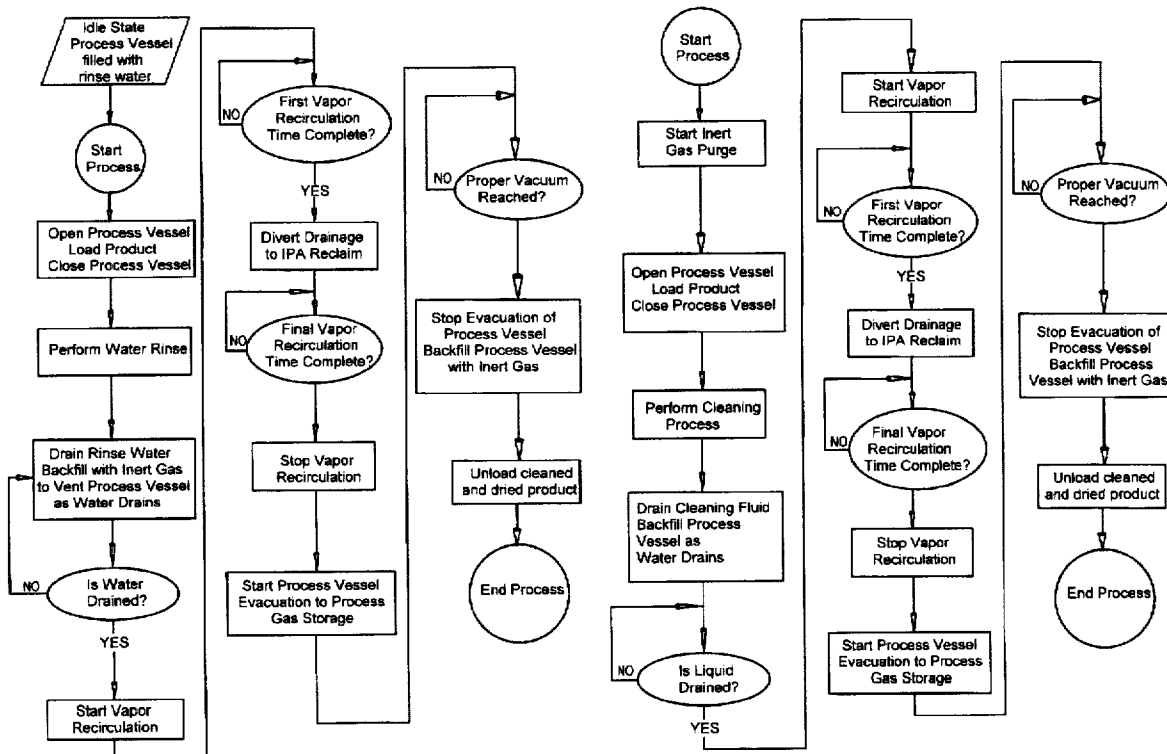 Idle State
Process Vessel
filled with
rinse water
Start
Process
Open Process Vessel
Load Product
Close Process Vessel
Perform Water Rinse
Drain Rinse Water
Backfill with Inert Gas
to Vent Process Vessel
as Water Drains
NO
Is Water
Drained?
YES
Start Vapor
Recirculation
NO
First Vapor
Recirculation
Time Complete?
YES
Divert Drainage
to IPA Reclaim
NO
Final Vapor
Recirculation
Time Complete?
Stop Vapor
Recirculation
Start Process Vessel
Evacuation to Process
Gas Storage
NO
Proper Vacuum
Reached?
Stop Evacuation of
Process Vessel
Backfill Process Vessel
with Inert Gas
Unload cleaned
and dried product
End Process
Start
Process
Start Inert
Gas Purge
Open Process Vessel
Load Product
Close Process Vessel
Perform Cleaning
Process
Drain Cleaning Fluid
Backfill Process
Vessel as
Water Drains
NO
Is Liquid
Drained?
YES
Start Vapor
Recirculation
NO
First Vapor
Recirculation
Time Complete?
YES
Divert Drainage
to IPA Reclaim
NO
Final Vapor
Recirculation
Time Complete?
Stop Vapor
Recirculation
Start Process Vessel
Evacuation to Process
Gas Storage
NO
Proper Vacuum
Reached?
Stop Evacuation of
Process Vessel
Backfill Process
Vessel with Inert Gas
Unload cleaned
and dried product
End Process